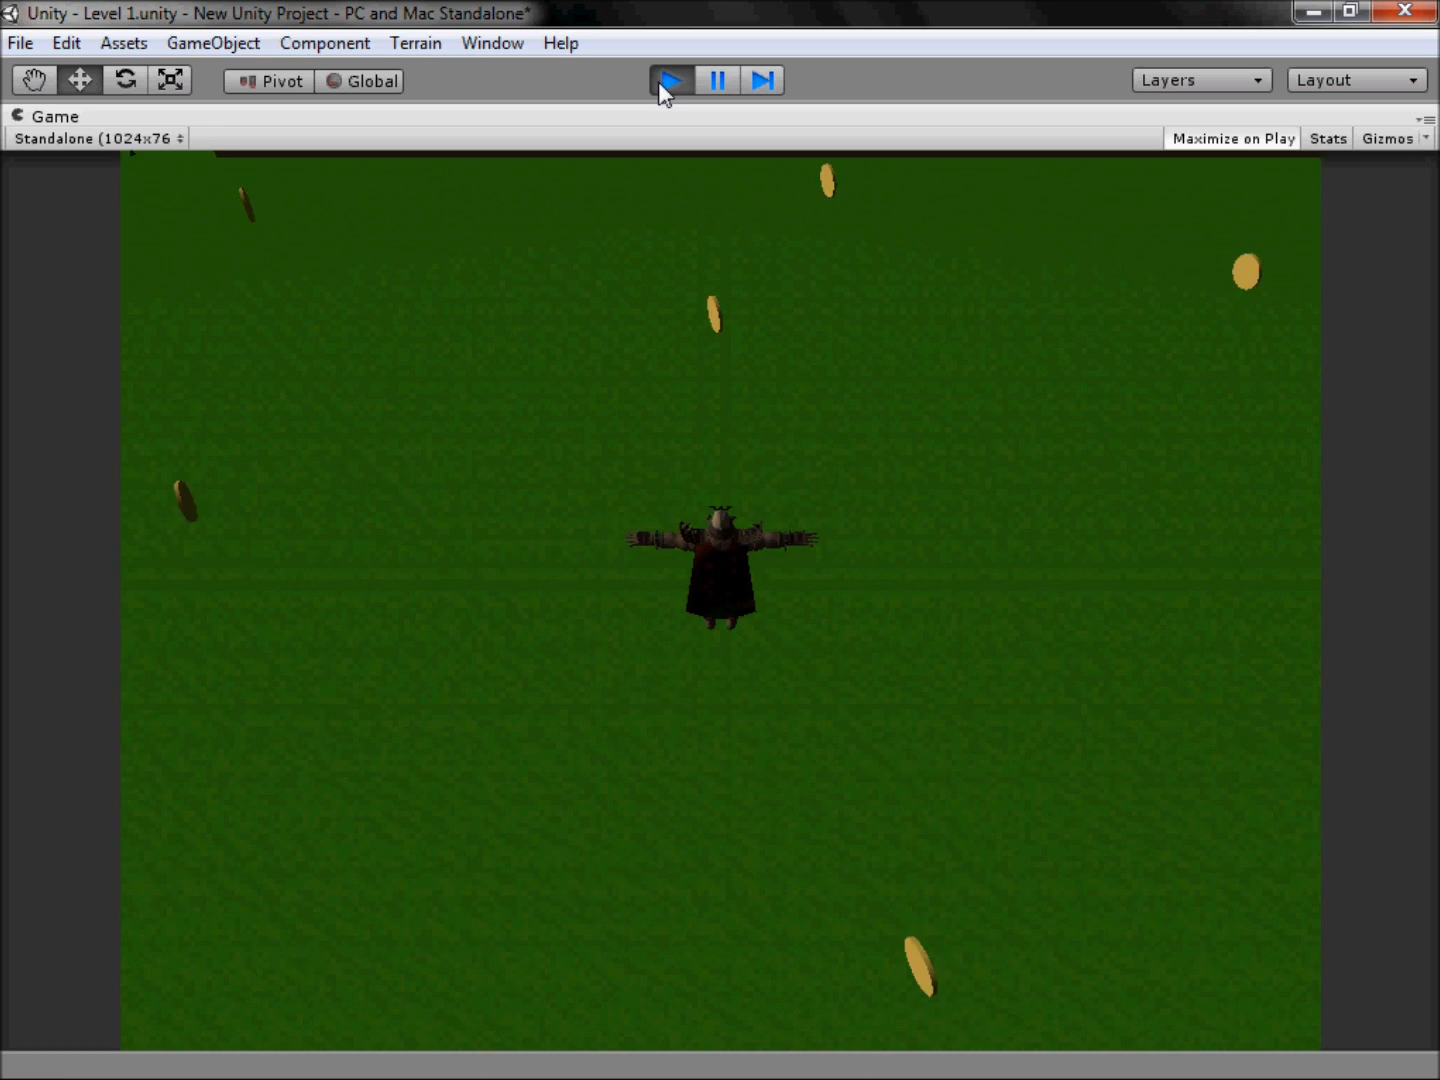 Unity - Level 1.unity - New Unity Project - PC and Mac Standalone*
File Edit Assets GameObject Component Terrain Window Help
Pivot Global Layers Layout
Game
Standalone (1024x76 Maximize on Play Stats Gizmos